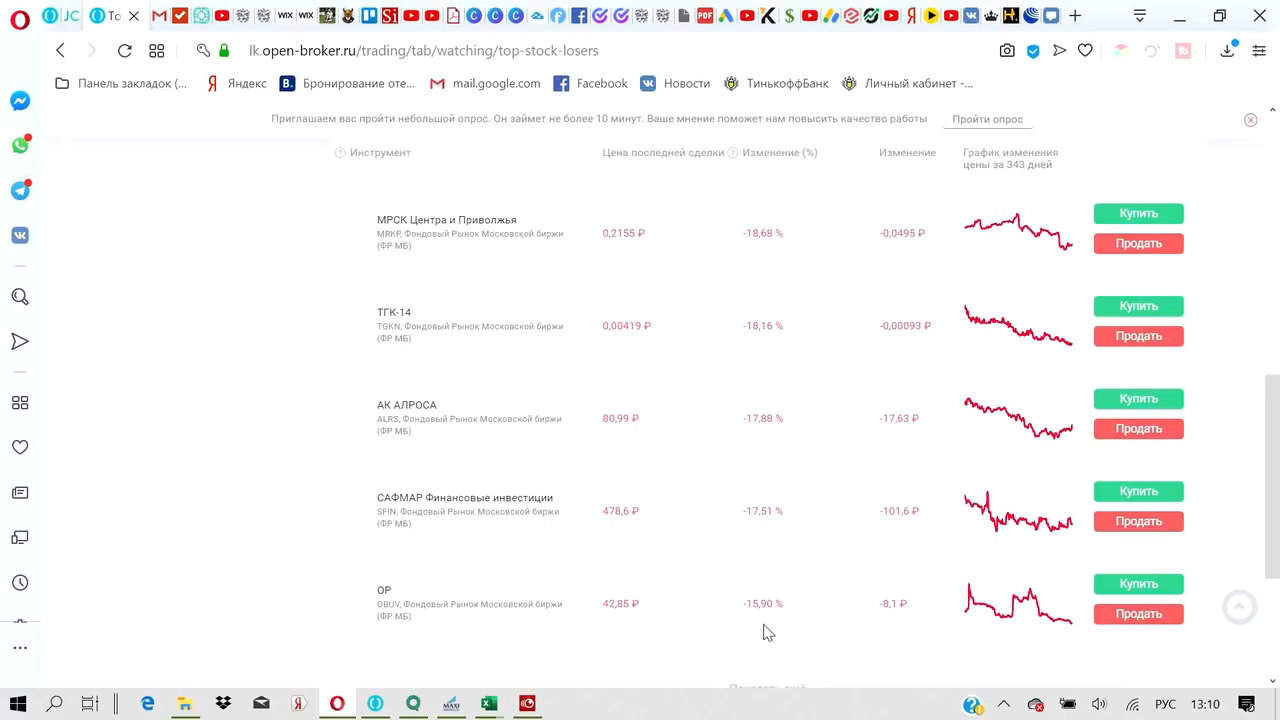 JC
To
lk.open-broker.ru/trading/tab/watching/top-stock-losers
Панель закладок (...
Яндекс
Бронирование оте...
mail.google.com
Facebook
Новости
ТинькоффБанк
Личный кабинет -...
Приглашаем вас пройти небольшой опрос. Он займет не более 10 минут. Ваше мнение поможет нам повысить качество работы
Пройти опрос
Инструмент
Цена последней сделки
Изменение (%)
Изменение
График изменения
цены за 343 дней
МРСК Центра и Приволжья
MRKP, Фондовый Рынок Московской биржи
(ФР МБ)
0,2155 ₽
-18,68 %
-0,0495 ₽
Купить
Продать
ТГК-14
TGKN, Фондовый Рынок Московской биржи
(ФР МБ)
0,00419 ₽
-18,16 %
-0,00093 ₽
Купить
Продать
АК АЛРОСА
ALRS, Фондовый Рынок Московской биржи
(ФР МБ)
80,99 ₽
-17,88 %
-17,63 ₽
Купить
Продать
САФМАР Финансовые инвестиции
SFIN, Фондовый Рынок Московской биржи
(ФР МБ)
478,6 ₽
-17,51 %
-101,6 ₽
Купить
Продать
ОР
OBUV, Фондовый Рынок Московской биржи
(ФР МБ)
42,85 ₽
-15,90 %
-8,1 ₽
Купить
Продать
РУС
13:10